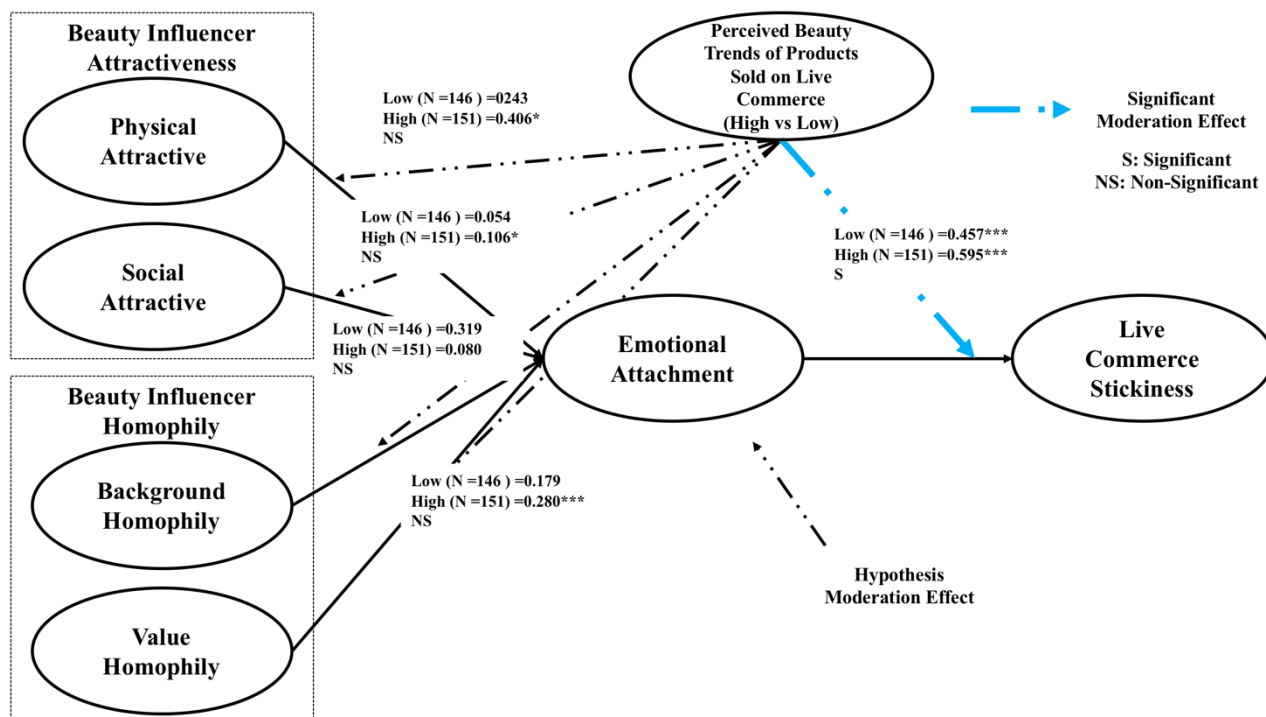 Beauty Influencer
Attractiveness
Physical
Attractive
Social
Attractive
Beauty Influencer
Homophily
Background
Homophily
Value
Homophily
Low (N =146 ) =0243
High (N =151) =0.406*
NS
Low (N =146 ) =0.054
High (N =151) =0.106*
NS
Low (N =146 ) =0.319
High (N =151) =0.080
NS
Low (N =146 ) =0.179
High (N =151) =0.280***
NS
Perceived Beauty
Trends of Products
Sold on Live
Commerce
(High vs Low)
Emotional
Attachment
Low (N =146 ) =0.457***
High (N =151) =0.595***
S
Live
Commerce
Stickiness
Significant
Moderation Effect
S: Significant
NS: Non-Significant
Hypothesis
Moderation Effect